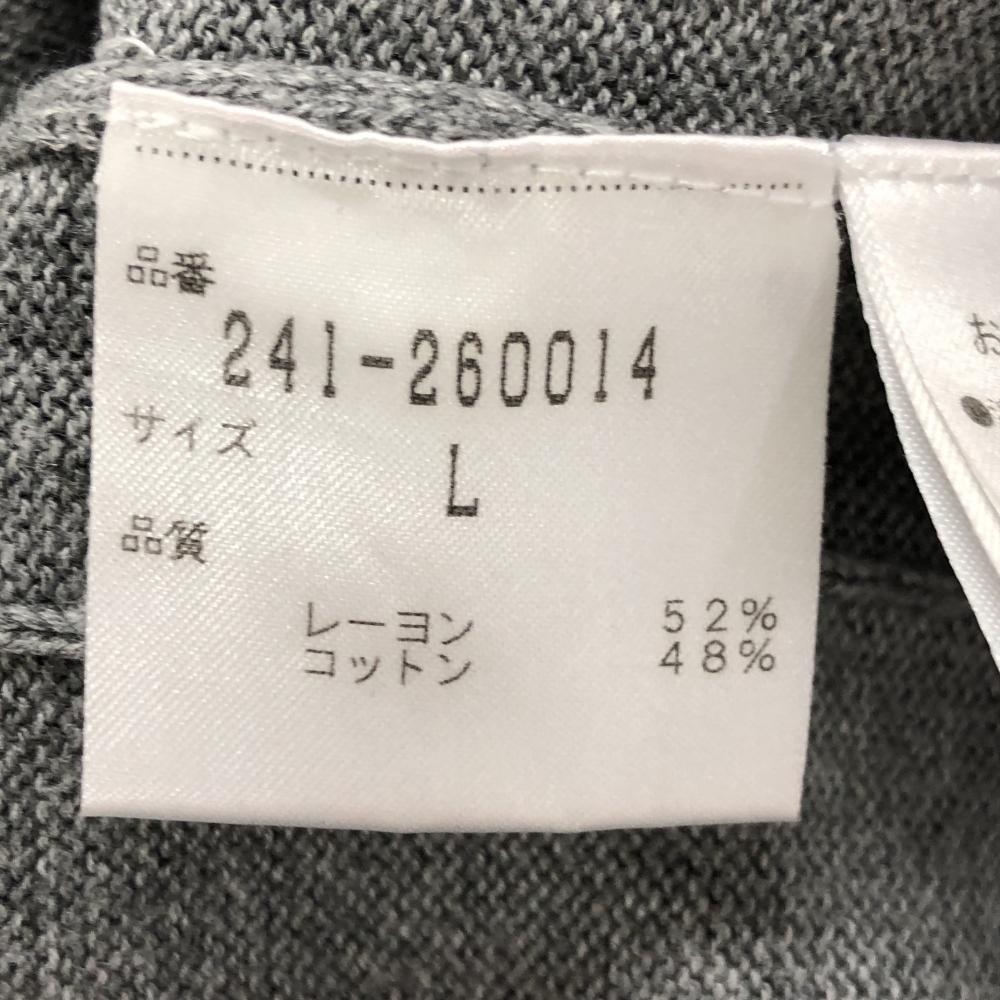 品番
241-260014
サイズ
L
品質
レーヨン 52%
コットン 48%
お